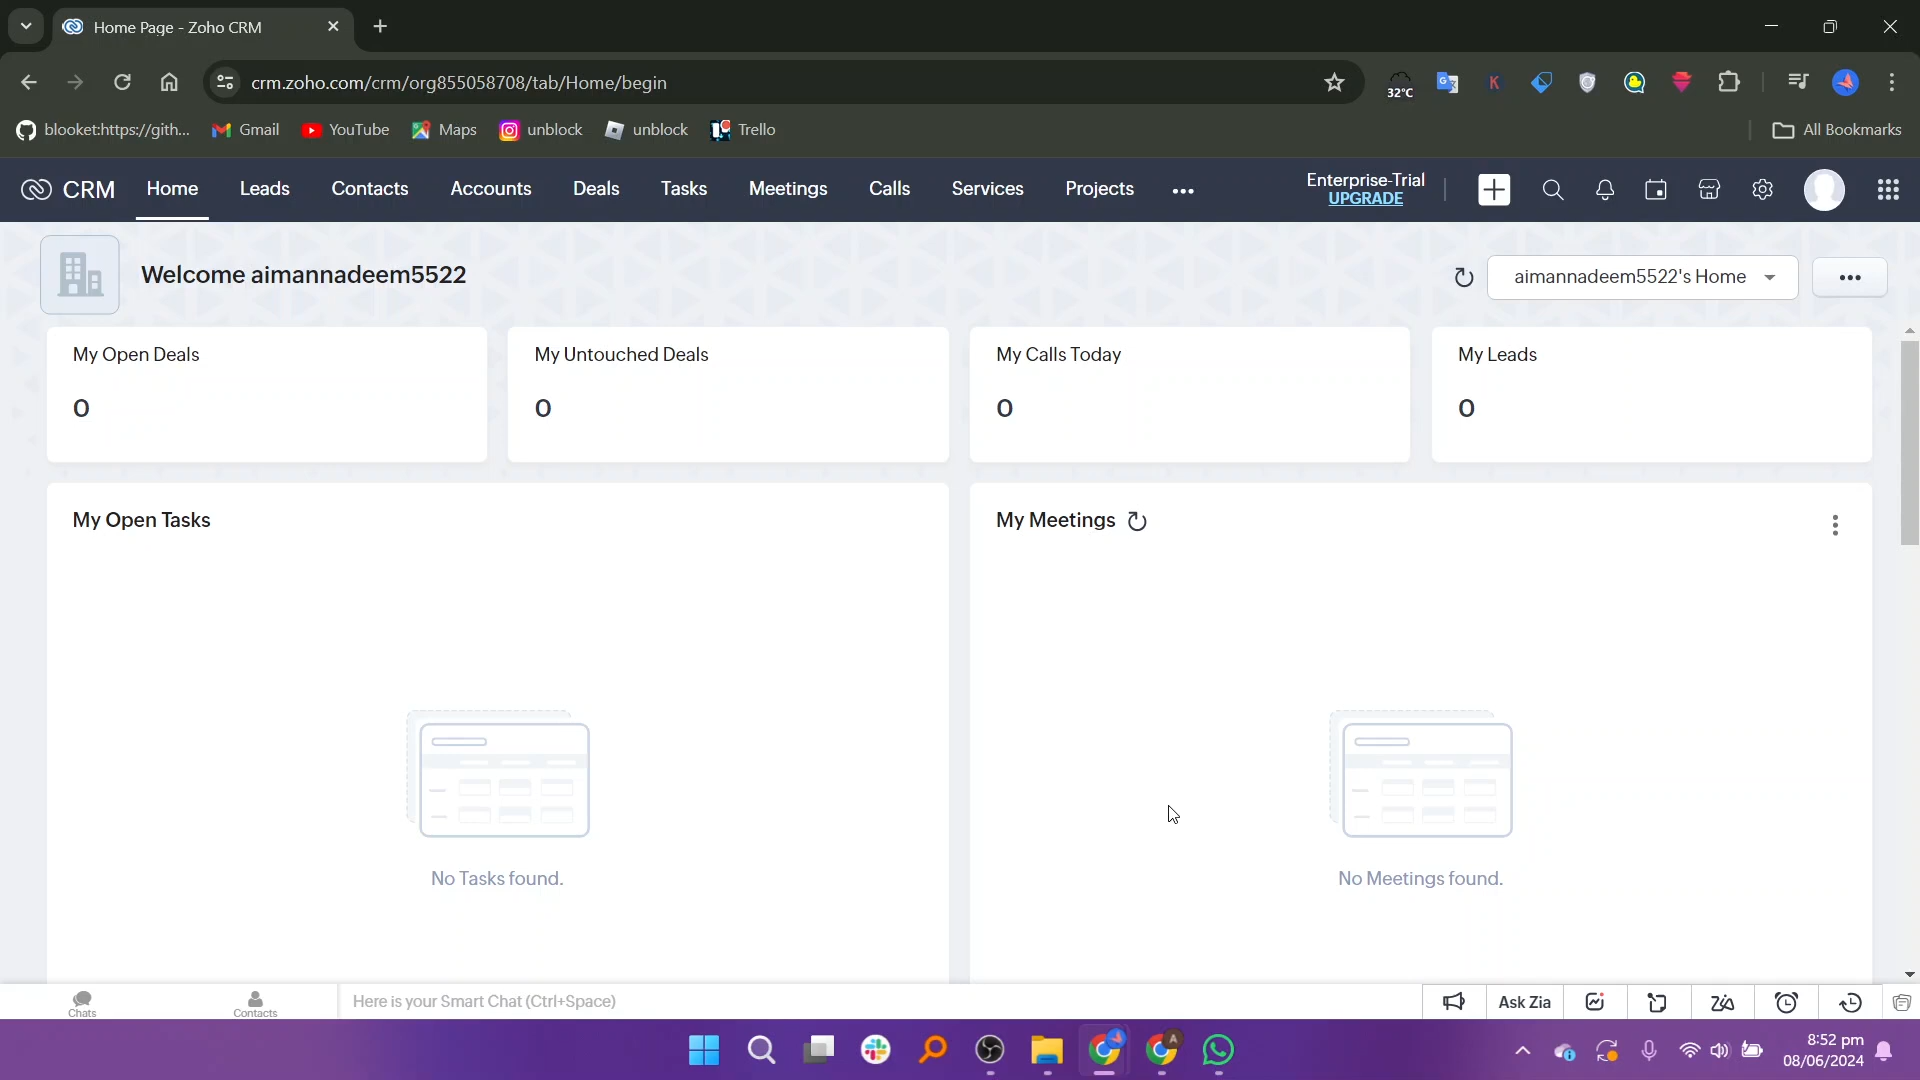 Home Page - Zoho CRM
crm.zoho.com/crm/org855058708/tab/Home/begin
32°C
K
blooket:https://gith...
Gmail
YouTube
Maps
unblock
unblock
Trello
All Bookmarks
CRM
Home
Leads
Contacts
Accounts
Deals
Tasks
Meetings
Calls
Services
Projects
Enterprise-Trial
UPGRADE
Welcome aimannadeem5522
aimannadeem5522's Home
My Open Deals
0
My Untouched Deals
0
My Calls Today
0
My Leads
0
My Open Tasks
My Meetings
No Tasks found.
No Meetings found.
Chats
Contacts
Here is your Smart Chat (Ctrl+Space)
Ask Zia
A
8:52 pm
08/06/2024